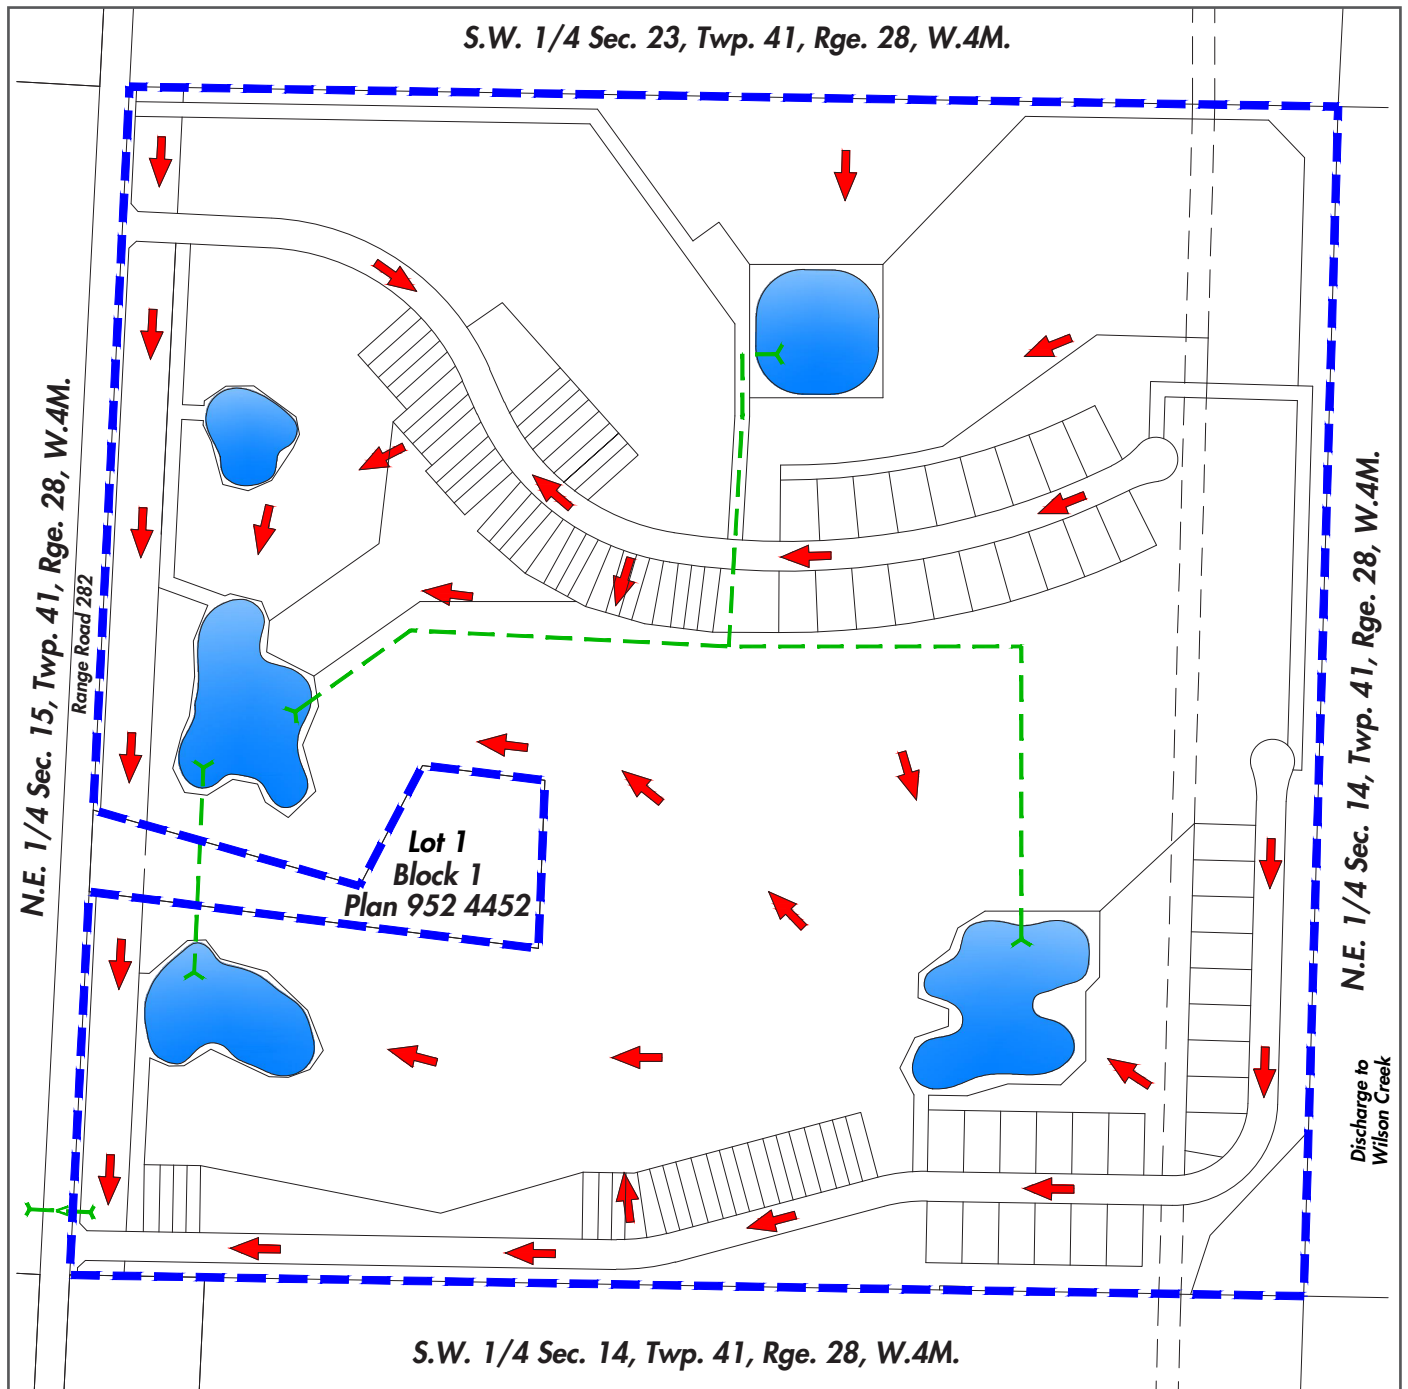 S.W. 1/4 Sec. 23, Twp. 41, Rge. 28, W.4M.
N.E. 1/4 Sec. 15, Twp. 41, Rge. 28, W.4M.
Range Road 282
Lot 1
Block 1
Plan 952 4452
N.E. 1/4 Sec. 14, Twp. 41, Rge. 28, W.4M.
Discharge to
Wilson Creek
S.W. 1/4 Sec. 14, Twp. 41, Rge. 28, W.4M.